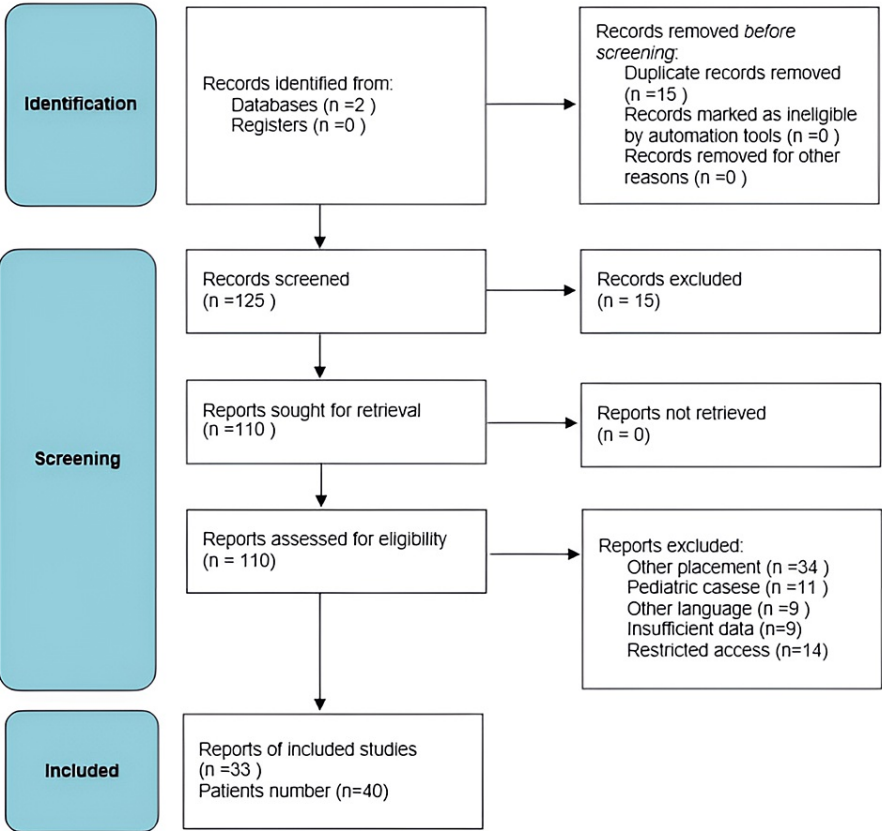 Identification
Records identified from:
Databases (n =2 )
Registers (n =0 )
Records removed before
screening:
Duplicate records removed
(n =15 )
Records marked as ineligible
by automation tools (n =0 )
Records removed for other
reasons (n =0 )
Screening
Records screened
(n =125 )
Records excluded
(n = 15)
Reports sought for retrieval
(n =110 )
Reports not retrieved
(n = 0)
Reports assessed for eligibility
(n = 110)
Reports excluded:
Other placement (n =34 )
Pediatric casese (n =11 )
Other language (n =9 )
Insufficient data (n=9)
Restricted access (n=14)
Included
Reports of included studies
(n =33 )
Patients number (n=40)